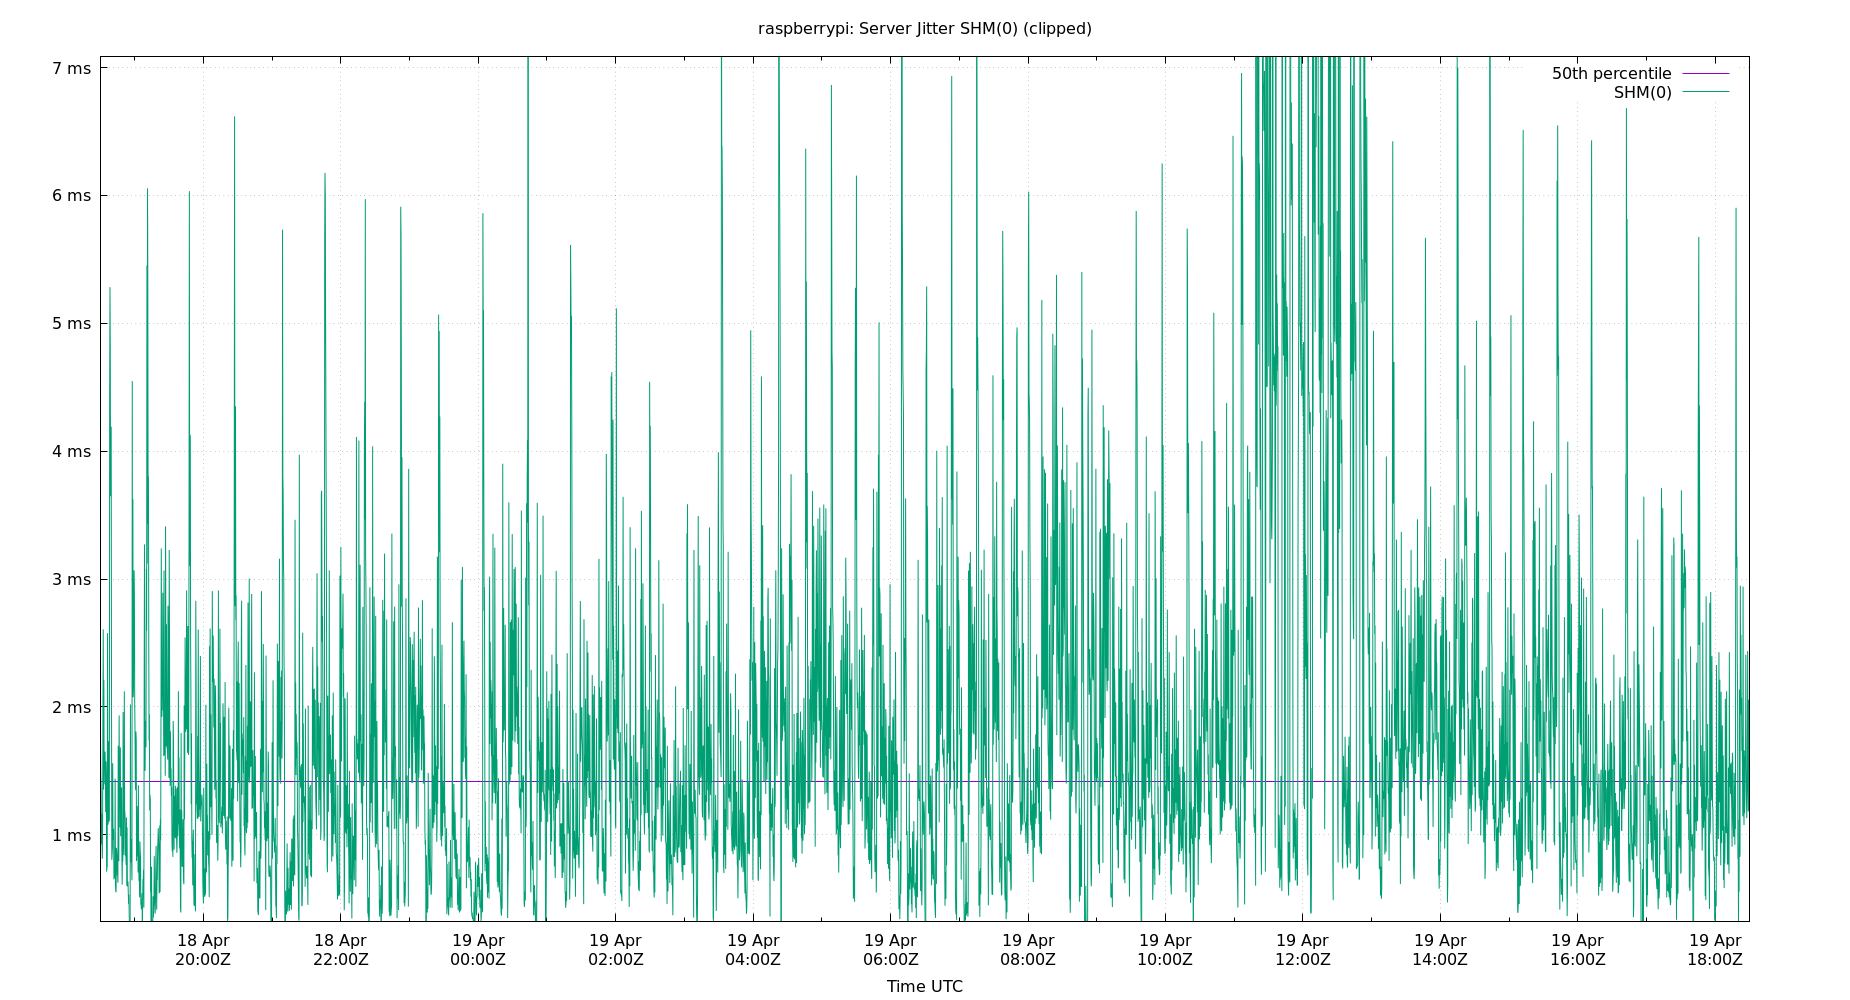 raspberrypi: Server Jitter SHM(0) (clipped)
50th percentile
SHM(0)
7 ms
6 ms
5 ms
4 ms
3 ms
2 ms
1 ms
18 Apr 18 Apr 19 Apr 19 Apr 19 Apr 19 Apr 19 Apr 19 Apr 19 Apr 19 Apr 19 Apr 19 Apr
20:00Z 22:00Z 00:00Z 02:00Z 04:00Z 06:00Z 08:00Z 10:00Z 12:00Z 14:00Z 16:00Z 18:00Z
Time UTC